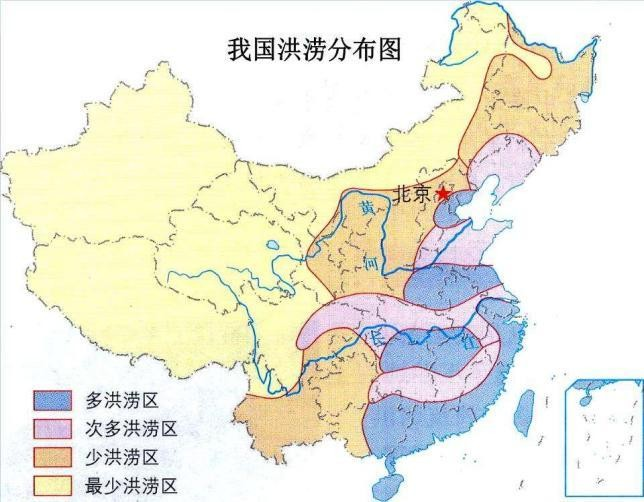 我国洪涝分布图
北京
黄
河
长
江
多洪涝区
次多洪涝区
少洪涝区
最少洪涝区